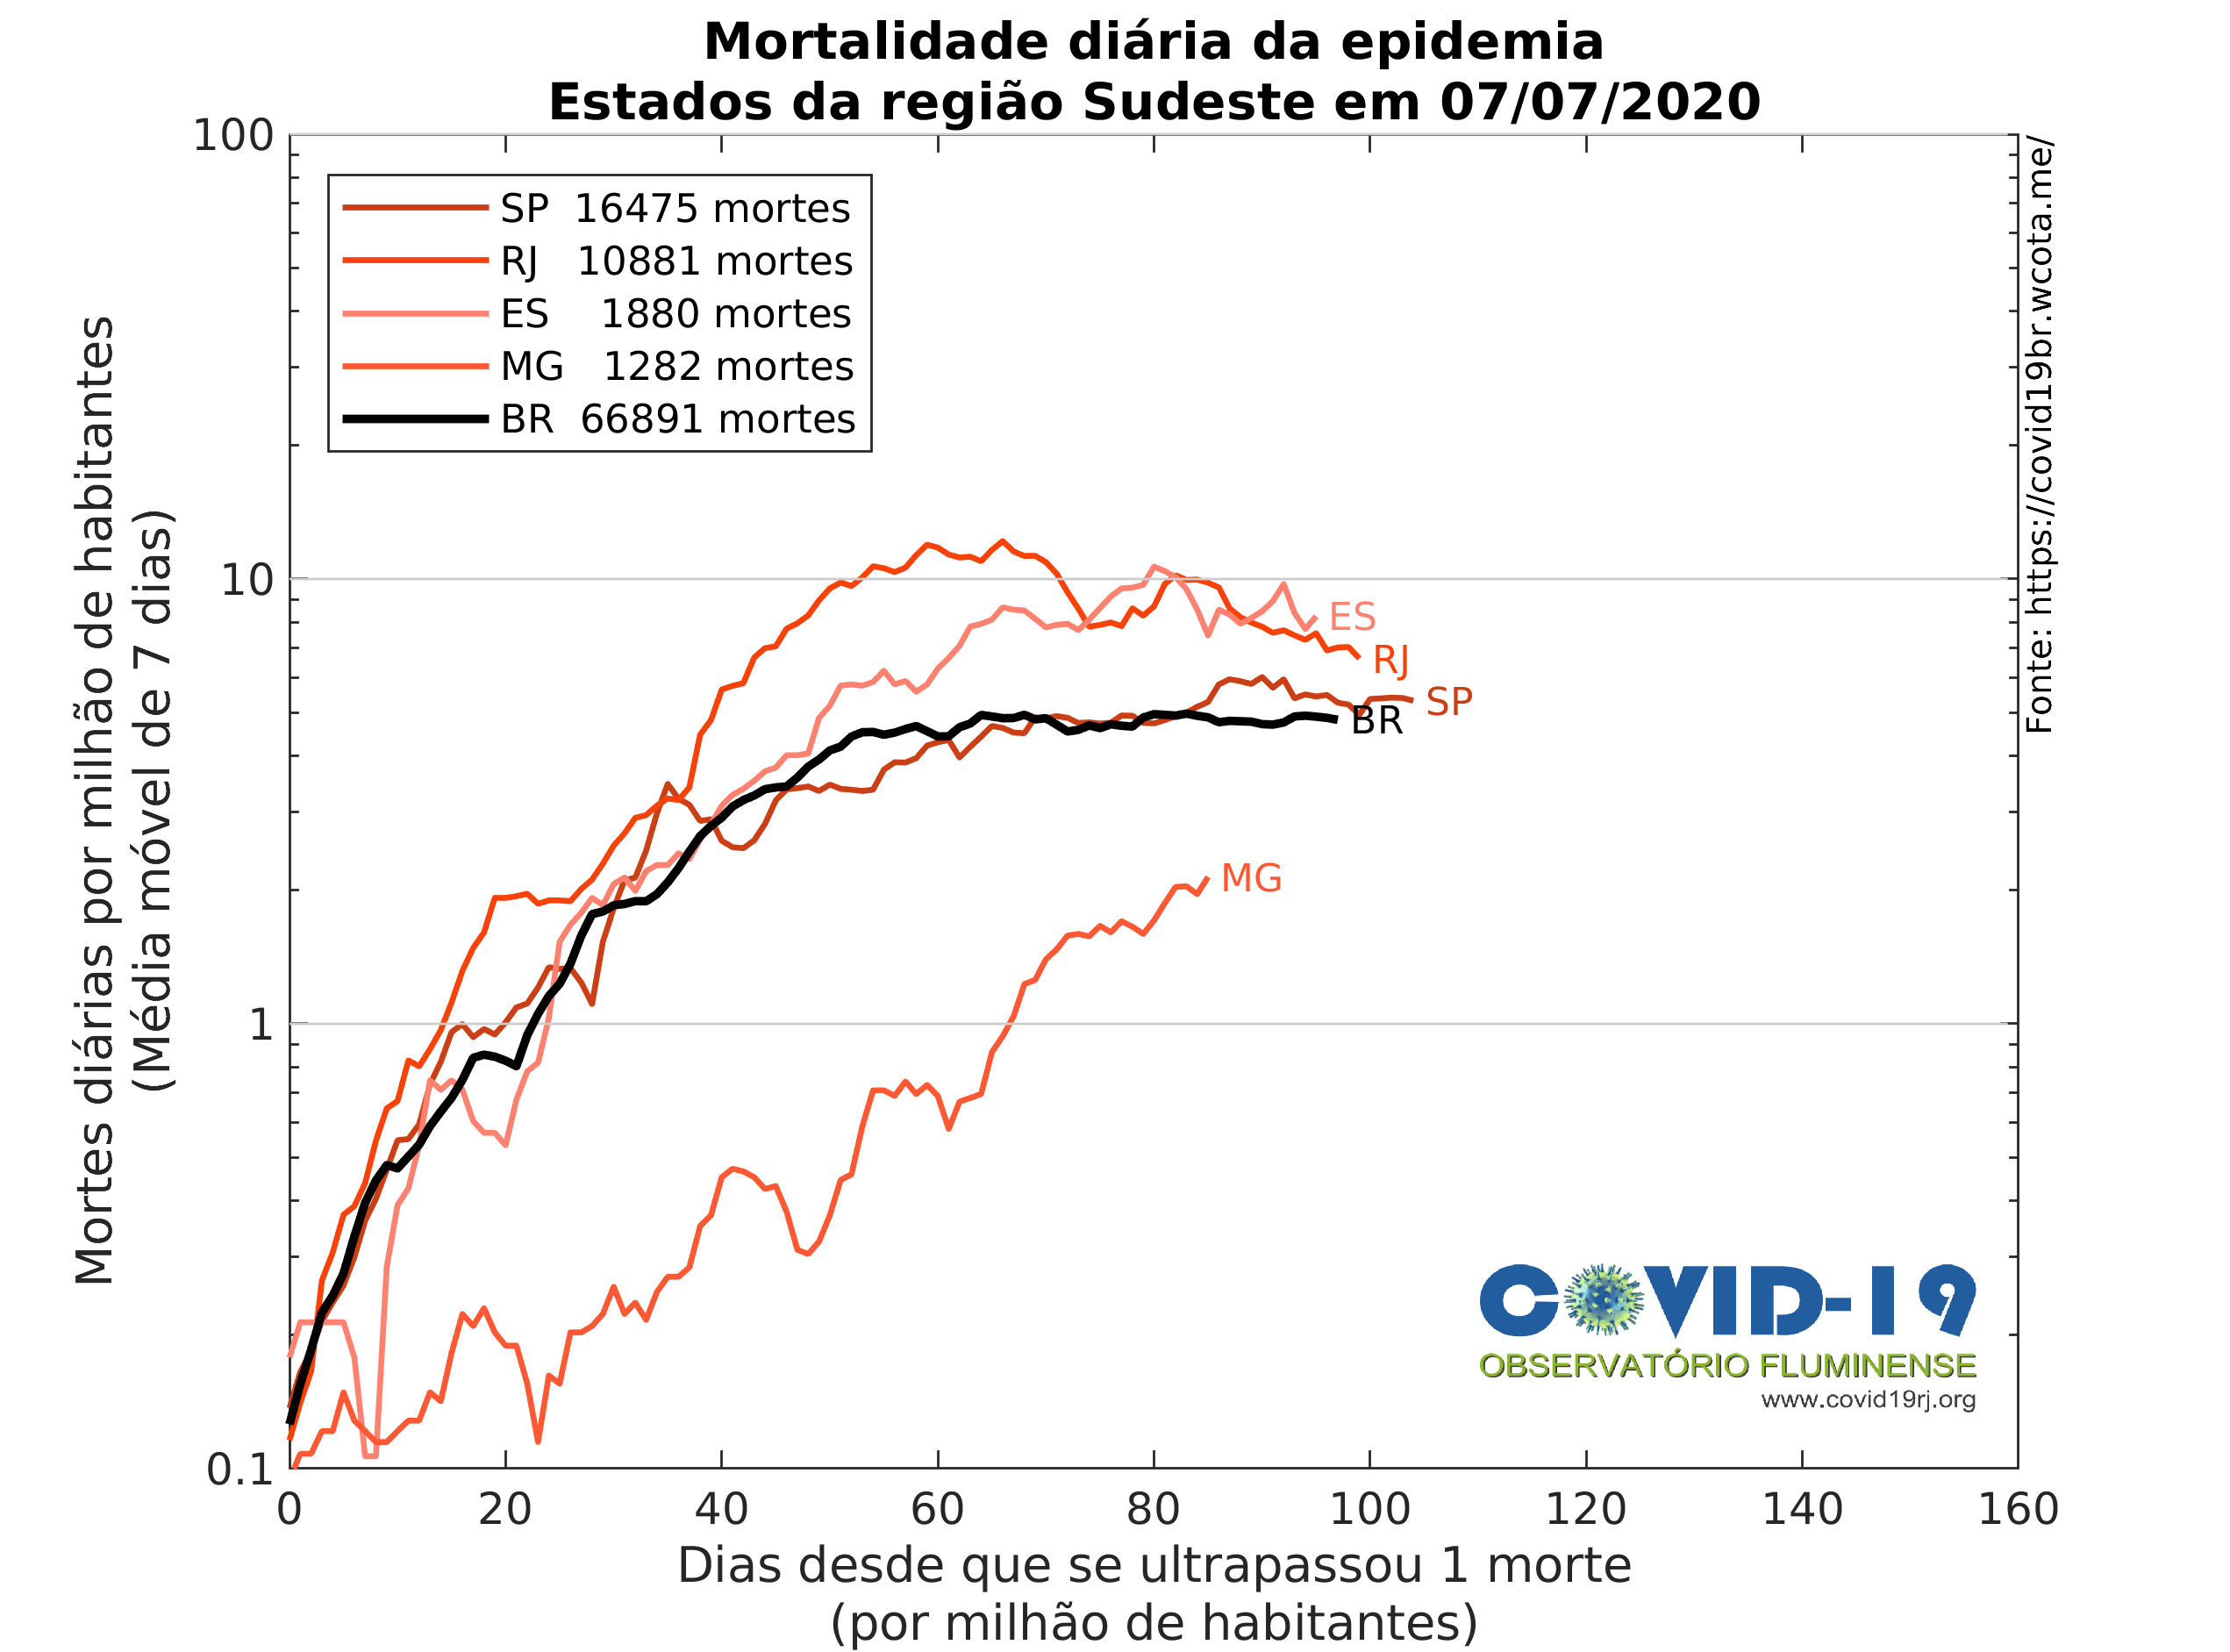 Mortalidade diária da epidemia
Estados da região Sudeste em 07/07/2020
Mortes diárias por milhão de habitantes
(Média móvel de 7 dias)
100
10
1
0.1
SP 16475 mortes
RJ 10881 mortes
ES 1880 mortes
MG 1282 mortes
BR 66891 mortes
ES
RJ
SP
BR
MG
Fonte: https://covid19br.wcota.me/
COVID-19
OBSERVATÓRIO FLUMINENSE
www.covid19rj.org
0 20 40 60 80 100 120 140 160
Dias desde que se ultrapassou 1 morte
(por milhão de habitantes)